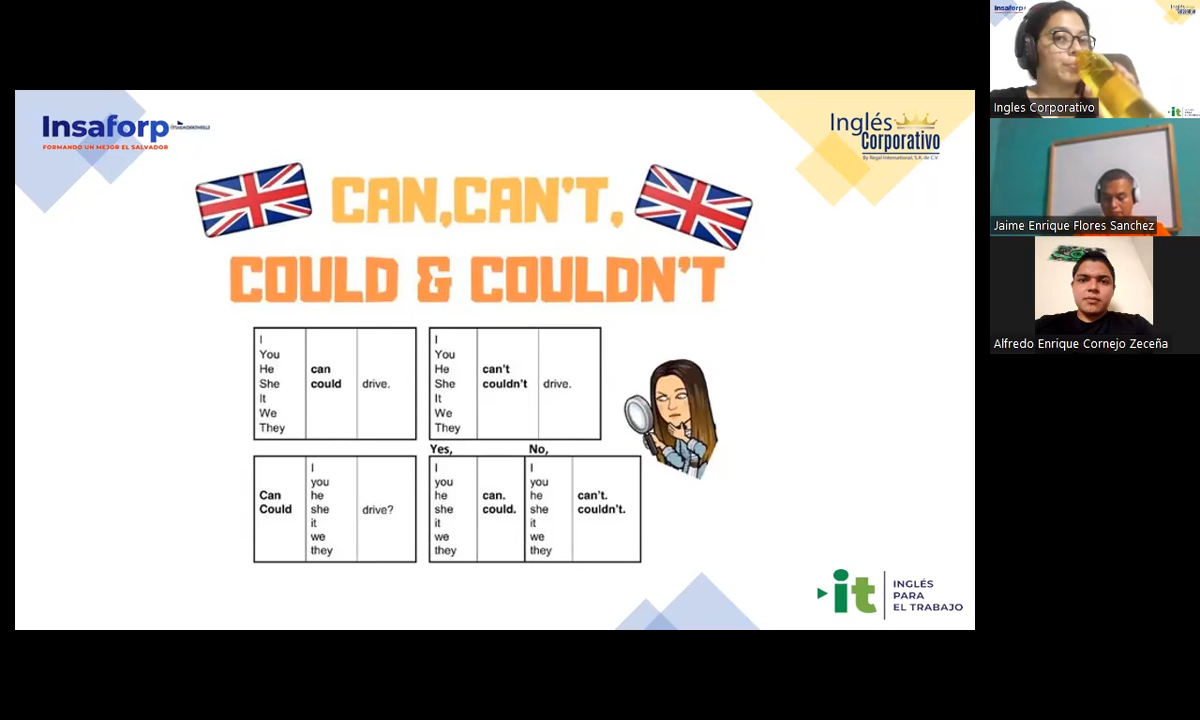 Insaforp
FORMANDO UN MEJOR EL SALVADOR
Inglés
Corporativo
By Regal International, S.A. de C.V.
CAN, CAN'T,
COULD & COULDN'T
I
You
He
She
It
We
They
can
could
drive.
I
You
He
She
It
We
They
can't
couldn't
drive.
Can
Could
I
you
he
she
it
we
they
drive?
Yes,
I
you
he
she
it
we
they
can.
could.
No,
I
you
he
she
it
we
they
can't.
couldn't.
it
INGLÉS
PARA
EL TRABAJO
Insaforp
Ingles Corporativo
it
Jaime Enrique Flores Sanchez
Alfredo Enrique Cornejo Zeceña